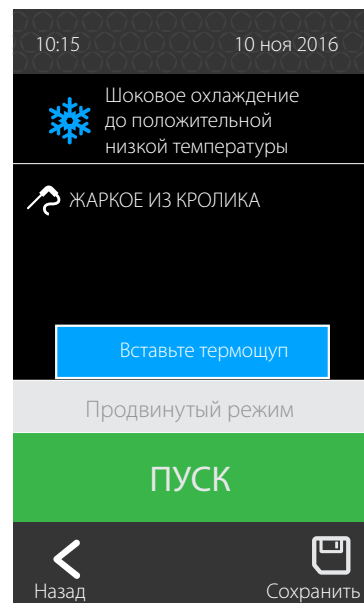 10:15 10 ноя 2016
Шоковое охлаждение
до положительной
низкой температуры
ЖАРКОЕ ИЗ КРОЛИКА
Вставьте термощуп
Продвинутый режим
ПУСК
Назад Сохранить